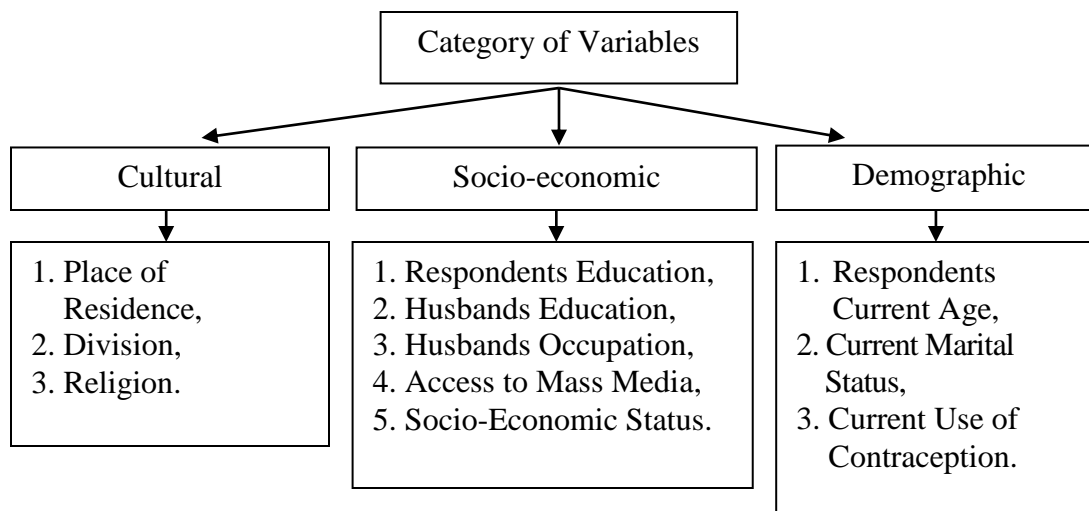 Category of Variables
Cultural
Socio-economic
Demographic
1. Place of
Residence,
2. Division,
3. Religion.
1. Respondents Education,
2. Husbands Education,
3. Husbands Occupation,
4. Access to Mass Media,
5. Socio-Economic Status.
1. Respondents
Current Age,
2. Current Marital
Status,
3. Current Use of
Contraception.